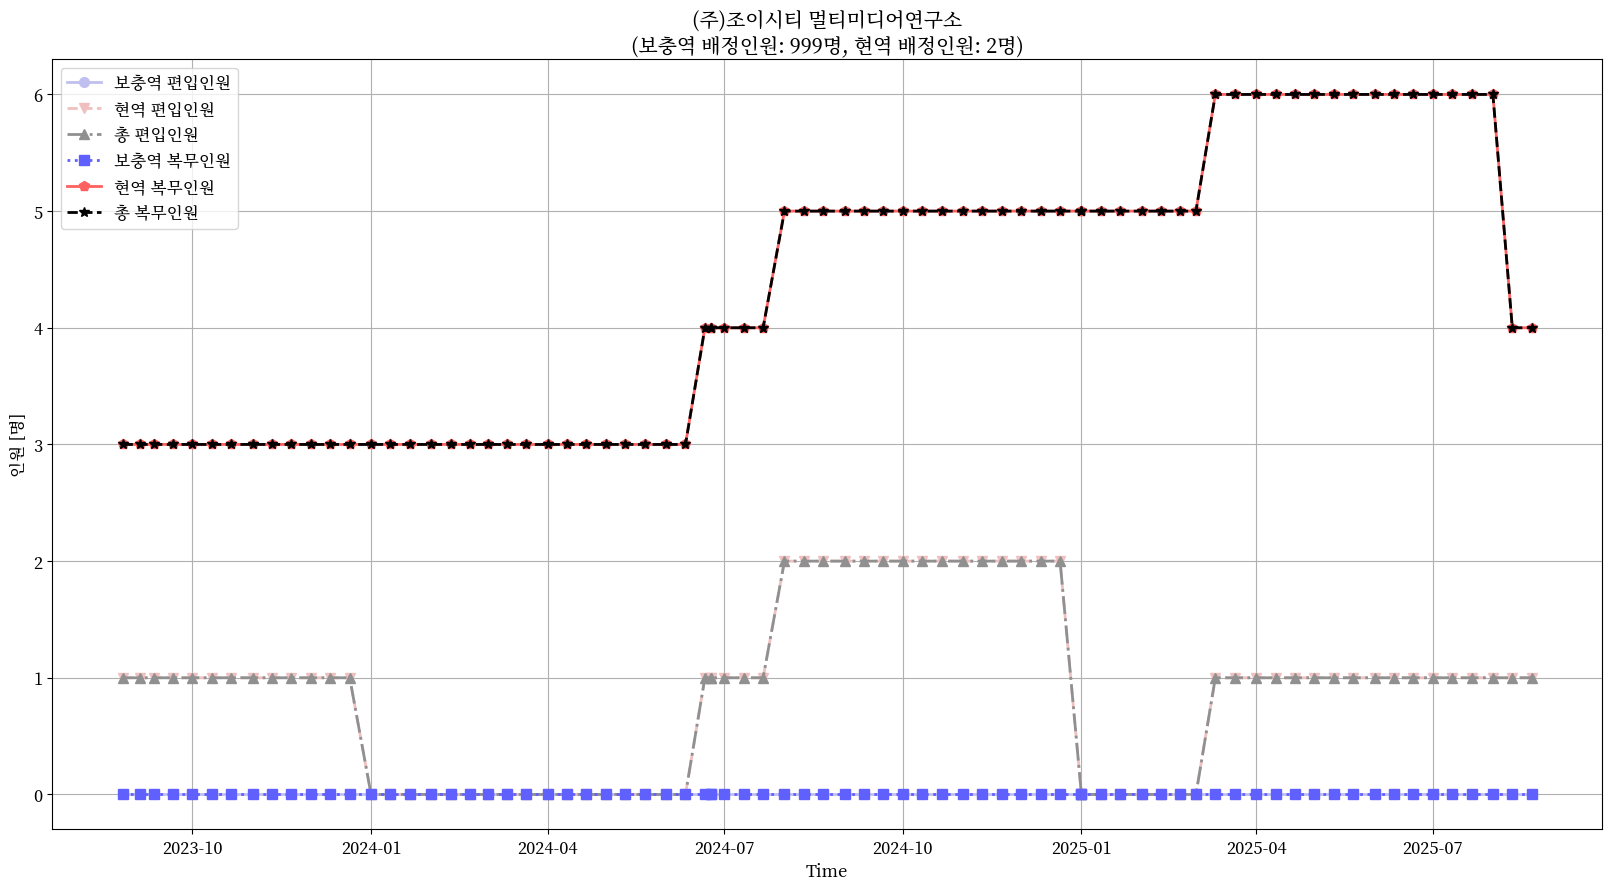 (주)조이시티 멀티미디어연구소
(보충역 배정인원: 999명, 현역 배정인원: 2명)
보충역 편입인원
현역 편입인원
총 편입인원
보충역 복무인원
현역 복무인원
총 복무인원
인원 [명]
6
5
4
3
2
1
0
2023-10
2024-01
2024-04
2024-07
2024-10
2025-01
2025-04
2025-07
Time